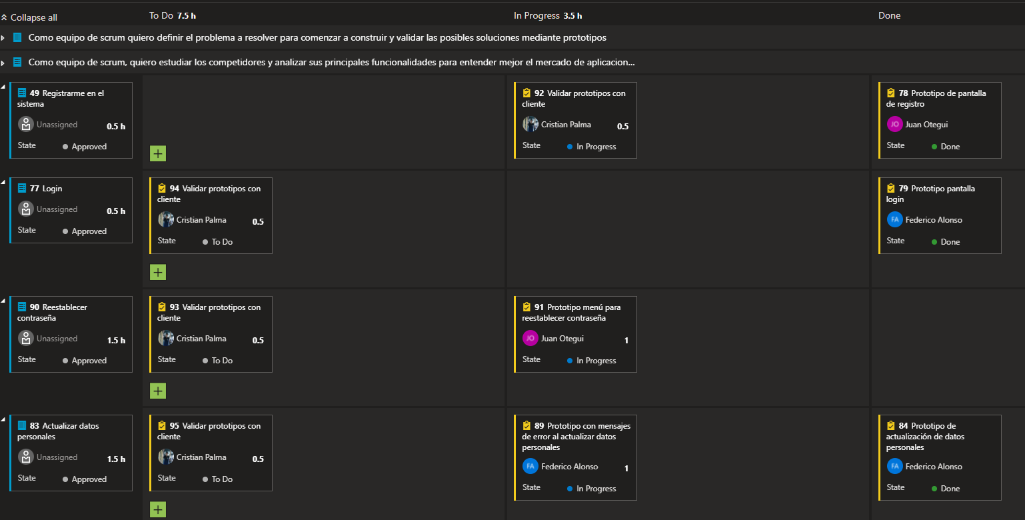 Collapse all
To Do 7.5 h
In Progress 3.5 h
Done
Como equipo de scrum quiero definir el problema a resolver para comenzar a construir y validar las posibles soluciones mediante prototipos
Como equipo de scrum, quiero estudiar los competidores y analizar sus principales funcionalidades para entender mejor el mercado de aplicacion...
49 Registrarme en el
sistema
Unassigned
0.5 h
State
Approved
92 Validar prototipos con
cliente
Cristian Palma
0.5
State
In Progress
78 Prototipo de pantalla
de registro
JO Juan Otegui
State
Done
77 Login
Unassigned
0.5 h
State
Approved
94 Validar prototipos con
cliente
Cristian Palma
0.5
State
To Do
79 Prototipo pantalla
login
FA Federico Alonso
State
Done
90 Reestablecer
contraseña
Unassigned
1.5 h
State
Approved
93 Validar prototipos con
cliente
Cristian Palma
0.5
State
To Do
91 Prototipo menú para
reestablecer contraseña
JO Juan Otegui
1
State
In Progress
83 Actualizar datos
personales
Unassigned
1.5 h
State
Approved
95 Validar prototipos con
cliente
Cristian Palma
0.5
State
To Do
89 Prototipo con mensajes
de error al actualizar datos
personales
FA Federico Alonso
1
State
In Progress
84 Prototipo de
actualización de datos
personales
FA Federico Alonso
State
Done